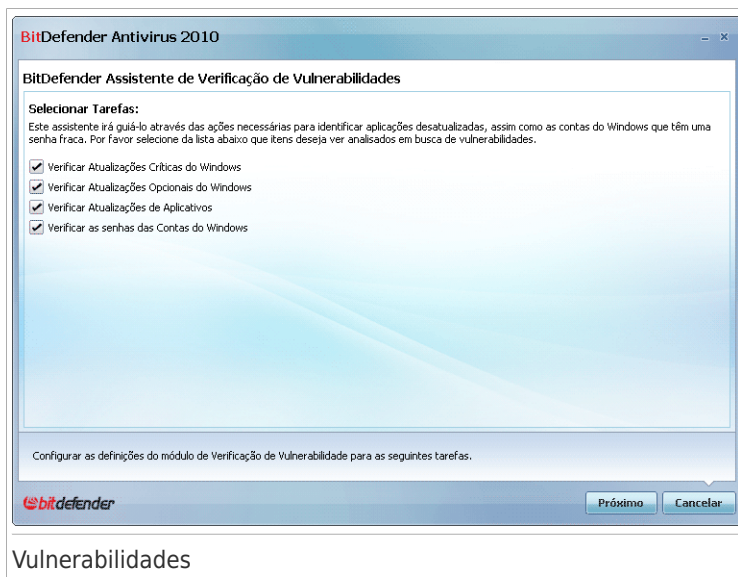 BitDefender Antivirus 2010
BitDefender Assistente de Verificação de Vulnerabilidades
Selecionar Tarefas:
Este assistente irá guiá-lo através das ações necessárias para identificar aplicações desatualizadas, assim como as contas do Windows que têm uma
senha fraca. Por favor selecione da lista abaixo que itens deseja ver analisados em busca de vulnerabilidades.
Verificar Atualizações Críticas do Windows
Verificar Atualizações Opcionais do Windows
Verificar Atualizações de Aplicativos
Verificar as senhas das Contas do Windows
Configurar as definições do módulo de Verificação de Vulnerabilidade para as seguintes tarefas.
bitdefender
Próximo Cancelar
Vulnerabilidades